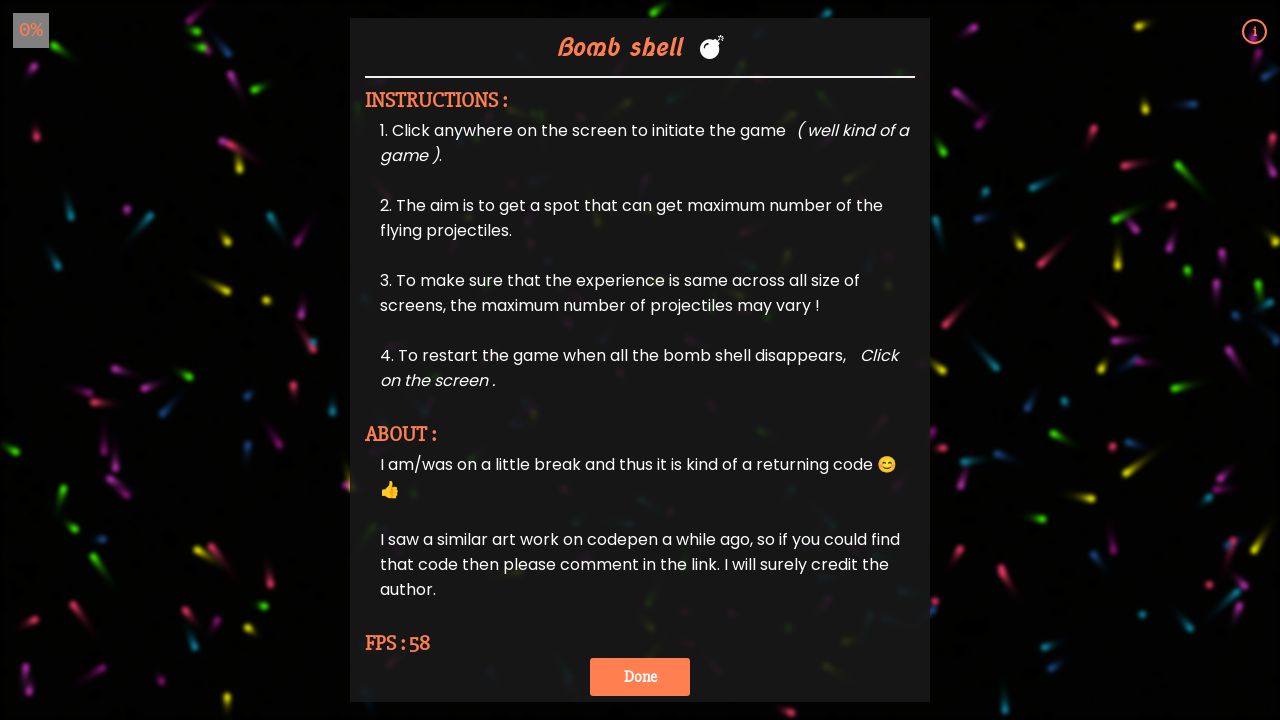 0%
i
Bomb shell 💣
INSTRUCTIONS :
1. Click anywhere on the screen to initiate the game ( well kind of a
game ).
2. The aim is to get a spot that can get maximum number of the
flying projectiles.
3. To make sure that the experience is same across all size of
screens, the maximum number of projectiles may vary !
4. To restart the game when all the bomb shell disappears, Click
on the screen .
ABOUT :
I am/was on a little break and thus it is kind of a returning code 😊
👍
I saw a similar art work on codepen a while ago, so if you could find
that code then please comment in the link. I will surely credit the
author.
FPS : 58
Done